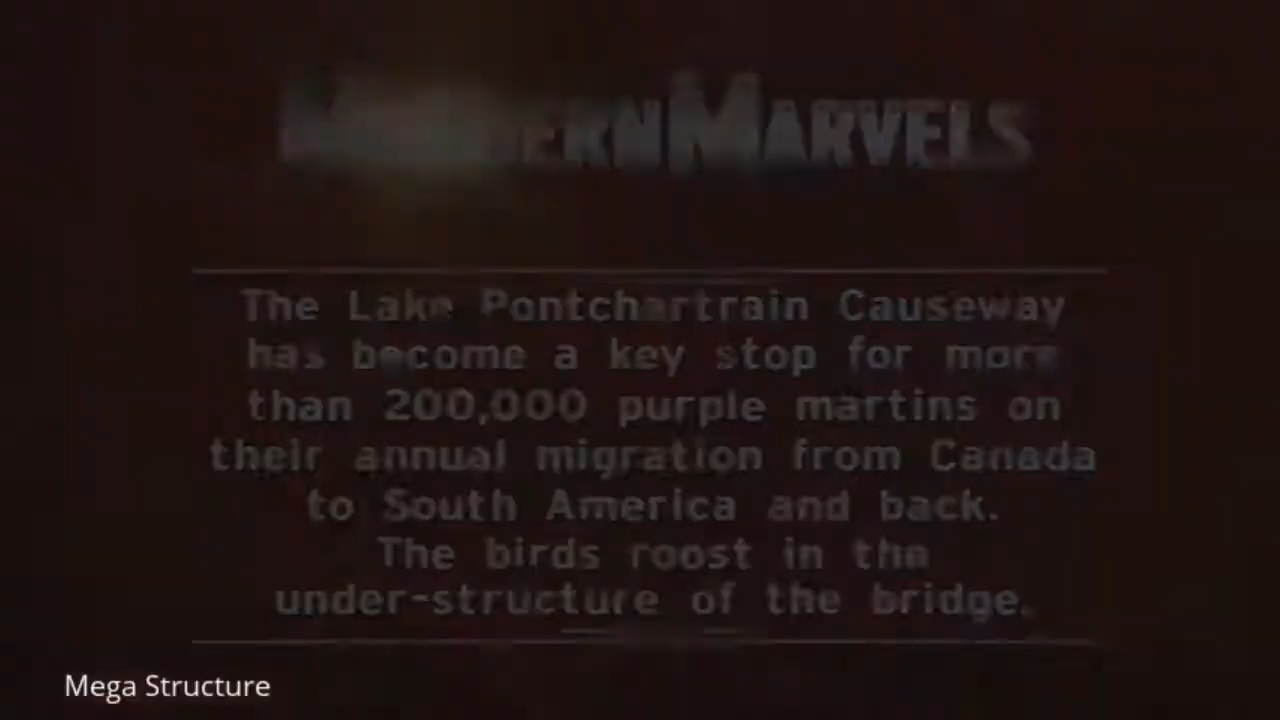 MODERN MARVELS
The Lake Pontchartrain Causeway
has become a key stop for more
than 200,000 purple martins on
their annual migration from Canada
to South America and back.
The birds roost in the
under-structure of the bridge.
Mega Structure